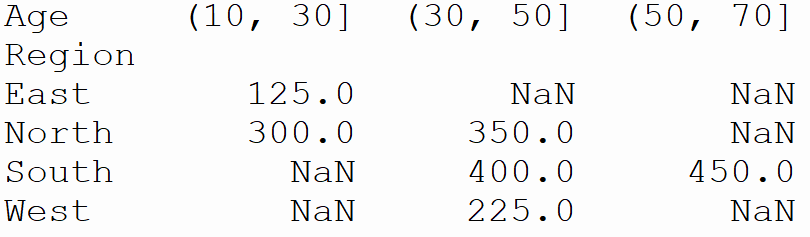 Age (10, 30] (30, 50] (50, 70]
Region
East 125.0 NaN NaN
North 300.0 350.0 NaN
South NaN 400.0 450.0
West NaN 225.0 NaN